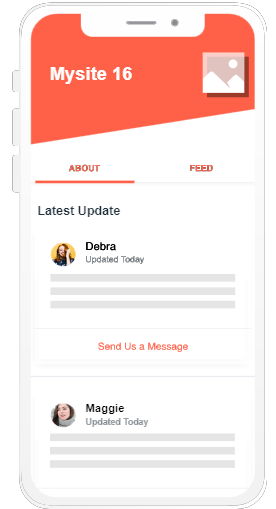 Mysite 16
ABOUT FEED
Latest Update
Debra
Updated Today
Send Us a Message
Maggie
Updated Today